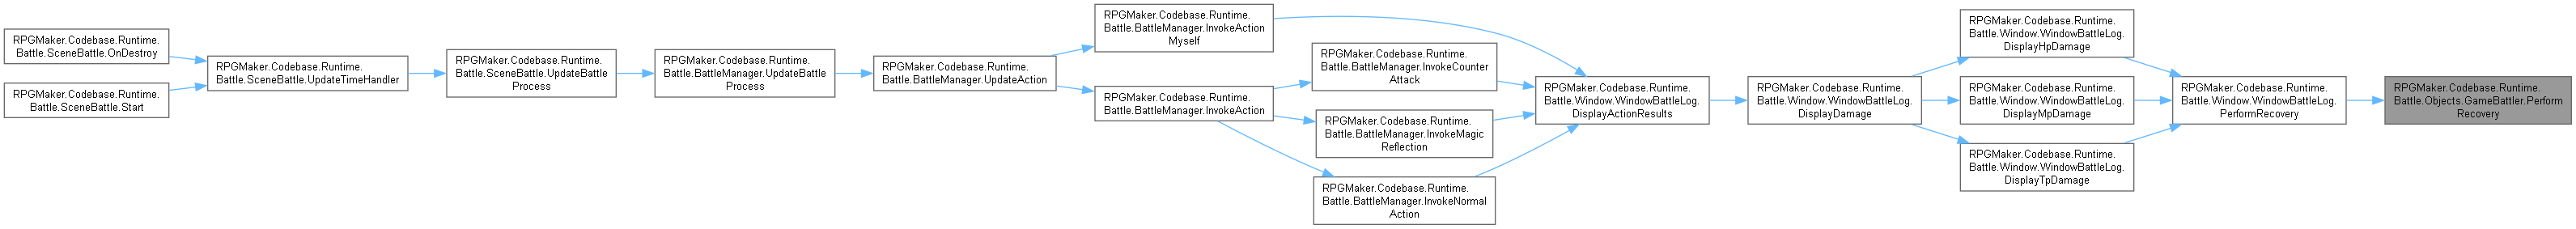 RPGMaker.Codebase.Runtime.
Battle.SceneBattle.OnDestroy
RPGMaker.Codebase.Runtime.
Battle.SceneBattle.Start
RPGMaker.Codebase.Runtime.
Battle.SceneBattle.UpdateTimeHandler
RPGMaker.Codebase.Runtime.
Battle.SceneBattle.UpdateBattle
Process
RPGMaker.Codebase.Runtime.
Battle.BattleManager.UpdateBattle
Process
RPGMaker.Codebase.Runtime.
Battle.BattleManager.UpdateAction
RPGMaker.Codebase.Runtime.
Battle.BattleManager.InvokeAction
Myself
RPGMaker.Codebase.Runtime.
Battle.BattleManager.InvokeAction
RPGMaker.Codebase.Runtime.
Battle.BattleManager.InvokeCounter
Attack
RPGMaker.Codebase.Runtime.
Battle.BattleManager.InvokeMagic
Reflection
RPGMaker.Codebase.Runtime.
Battle.BattleManager.InvokeNormal
Action
RPGMaker.Codebase.Runtime.
Battle.Window.WindowBattleLog.
DisplayActionResults
RPGMaker.Codebase.Runtime.
Battle.Window.WindowBattleLog.
DisplayDamage
RPGMaker.Codebase.Runtime.
Battle.Window.WindowBattleLog.
DisplayHpDamage
RPGMaker.Codebase.Runtime.
Battle.Window.WindowBattleLog.
DisplayMpDamage
RPGMaker.Codebase.Runtime.
Battle.Window.WindowBattleLog.
DisplayTpDamage
RPGMaker.Codebase.Runtime.
Battle.Window.WindowBattleLog.
PerformRecovery
RPGMaker.Codebase.Runtime.
Battle.Objects.GameBattler.Perform
Recovery